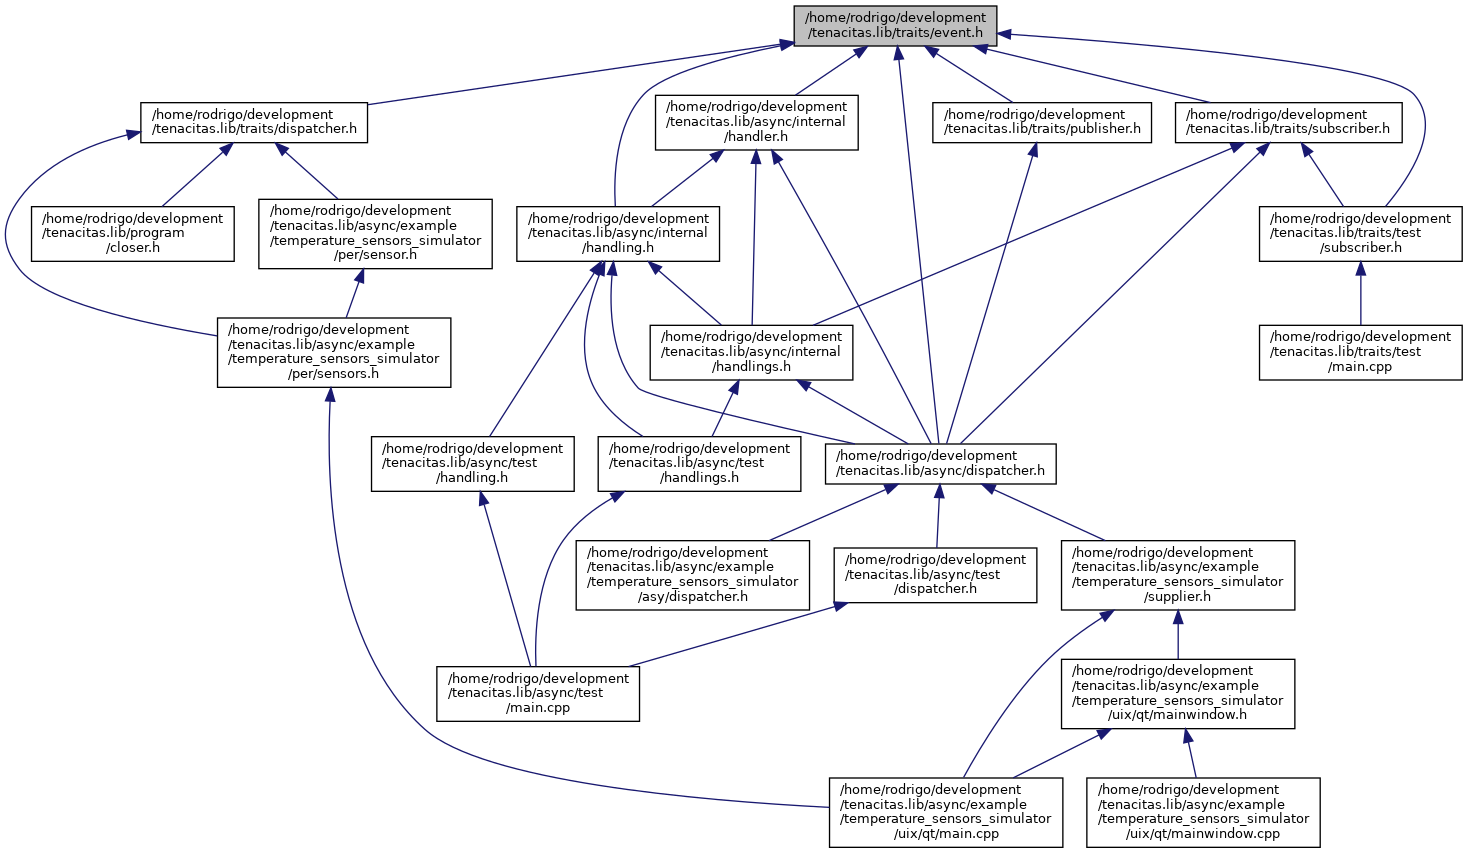 /home/rodrigo/development
/tenacitas.lib/traits/event.h
/home/rodrigo/development
/tenacitas.lib/traits/dispatcher.h
/home/rodrigo/development
/tenacitas.lib/async/internal
/handler.h
/home/rodrigo/development
/tenacitas.lib/traits/publisher.h
/home/rodrigo/development
/tenacitas.lib/traits/subscriber.h
/home/rodrigo/development
/tenacitas.lib/program
/closer.h
/home/rodrigo/development
/tenacitas.lib/async/example
/temperature_sensors_simulator
/per/sensor.h
/home/rodrigo/development
/tenacitas.lib/async/internal
/handling.h
/home/rodrigo/development
/tenacitas.lib/traits/test
/subscriber.h
/home/rodrigo/development
/tenacitas.lib/async/example
/temperature_sensors_simulator
/per/sensors.h
/home/rodrigo/development
/tenacitas.lib/async/internal
/handlings.h
/home/rodrigo/development
/tenacitas.lib/traits/test
/main.cpp
/home/rodrigo/development
/tenacitas.lib/async/test
/handling.h
/home/rodrigo/development
/tenacitas.lib/async/test
/handlings.h
/home/rodrigo/development
/tenacitas.lib/async/dispatcher.h
/home/rodrigo/development
/tenacitas.lib/async/example
/temperature_sensors_simulator
/asy/dispatcher.h
/home/rodrigo/development
/tenacitas.lib/async/test
/dispatcher.h
/home/rodrigo/development
/tenacitas.lib/async/example
/temperature_sensors_simulator
/supplier.h
/home/rodrigo/development
/tenacitas.lib/async/test
/main.cpp
/home/rodrigo/development
/tenacitas.lib/async/example
/temperature_sensors_simulator
/uix/qt/mainwindow.h
/home/rodrigo/development
/tenacitas.lib/async/example
/temperature_sensors_simulator
/uix/qt/main.cpp
/home/rodrigo/development
/tenacitas.lib/async/example
/temperature_sensors_simulator
/uix/qt/mainwindow.cpp